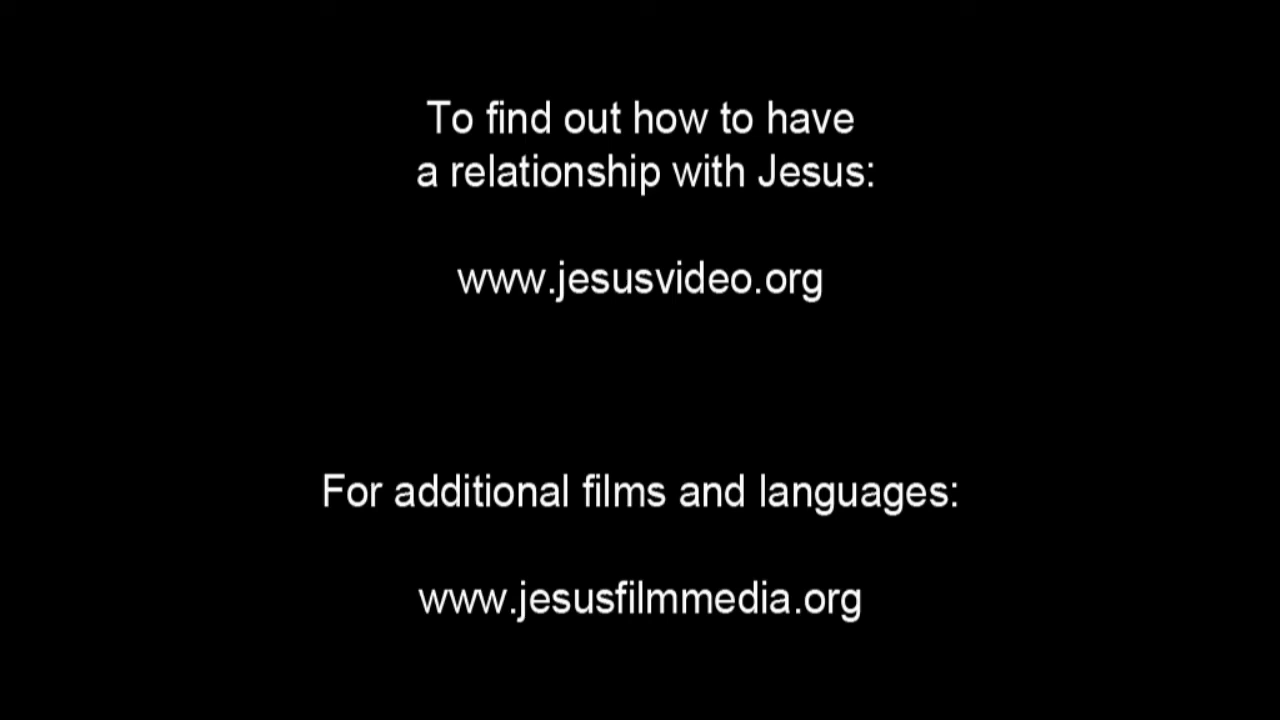 To find out how to have
a relationship with Jesus:
www.jesusvideo.org
For additional films and languages:
www.jesusfilmmedia.org